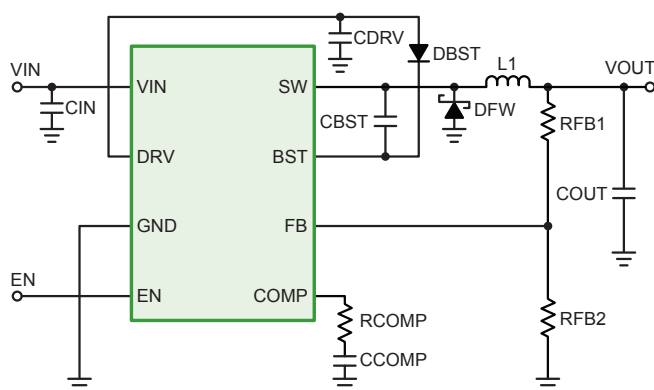 CDRV
DBST
VIN
L1
VOUT
VIN
SW
CIN
CBST
DFW
RFB1
DRV
BST
COUT
GND
FB
EN
EN
COMP
RCOMP
RFB2
CCOMP